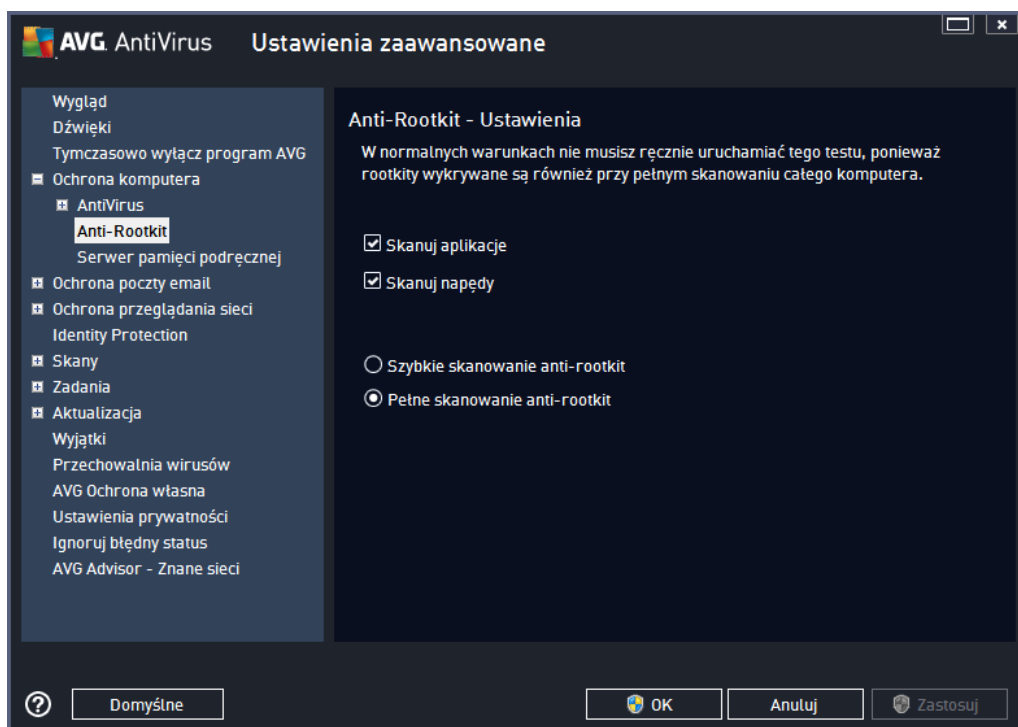 AVG. AntiVirus Ustawienia zaawansowane
Wygląd
Dźwięki
Tymczasowo wyłącz program AVG
Ochrona komputera
AntiVirus
Anti-Rootkit
Serwer pamięci podręcznej
Ochrona poczty email
Ochrona przeglądania sieci
Identity Protection
Skany
Zadania
Aktualizacja
Wyjątki
Przechowalnia wirusów
AVG Ochrona własna
Ustawienia prywatności
Ignoruj błędny status
AVG Advisor - Znane sieci
Anti-Rootkit - Ustawienia
W normalnych warunkach nie musisz ręcznie uruchamiać tego testu, ponieważ
rootkity wykrywane są również przy pełnym skanowaniu całego komputera.
Skanuj aplikacje
Skanuj napędy
Szybkie skanowanie anti-rootkit
Pełne skanowanie anti-rootkit
? Domyślne OK Anuluj Zastosuj